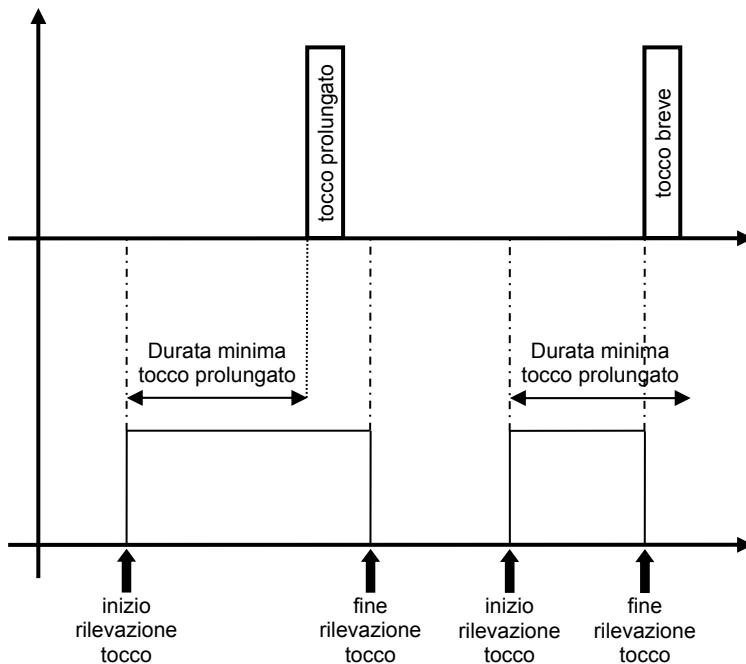 tocco prolungato
tocco breve
Durata minima
tocco prolungato
Durata minima
tocco prolungato
inizio
rilevazione
tocco
fine
rilevazione
tocco
inizio
rilevazione
tocco
fine
rilevazione
tocco